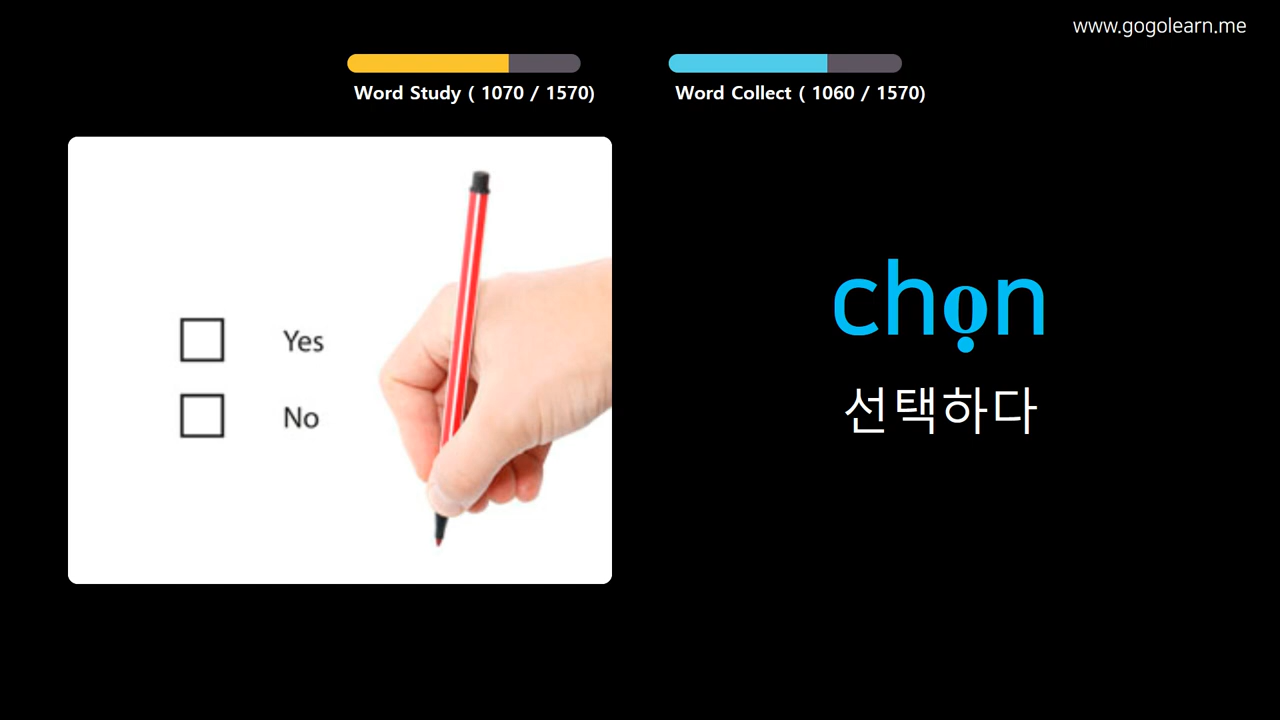 www.gogolearn.me
Word Study ( 1070 / 1570)
Word Collect ( 1060 / 1570)
Yes
No
chọn
선택하다